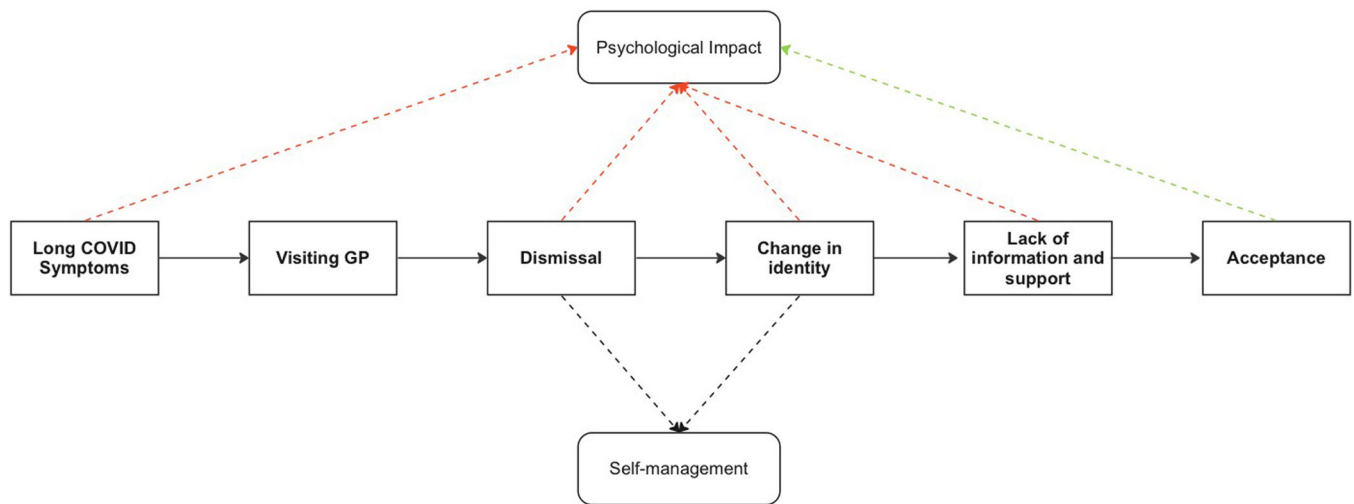 Psychological Impact
Long COVID
Symptoms
Visiting GP
Dismissal
Change in
identity
Lack of
information and
support
Acceptance
Self-management